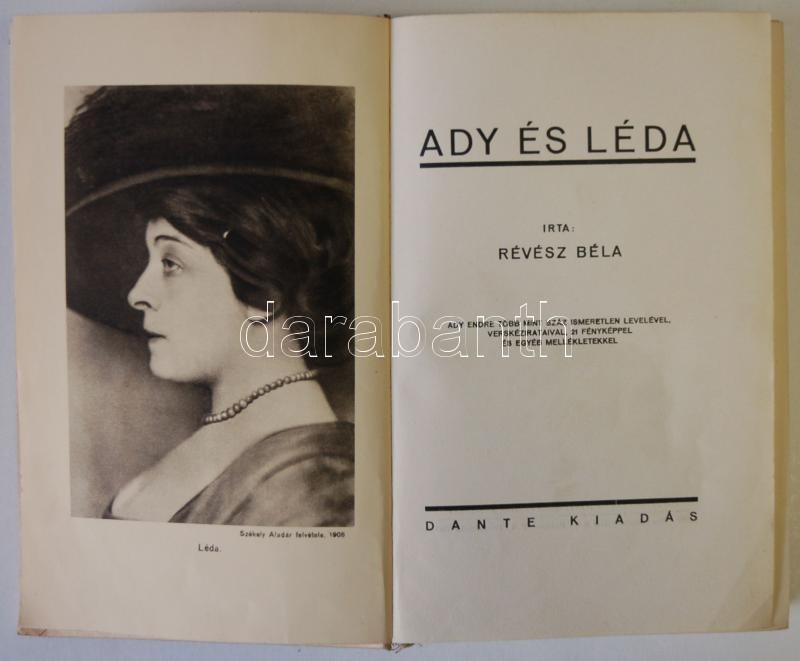 Székely Aladár felvétele, 1908
Léda.
ADY ÉS LÉDA
IRTA:
RÉVÉSZ BÉLA
ADY ENDRE TÖBB MINT SZÁZ ISMERETLEN LEVELÉVEL,
VERSKÉZIRATAIVAL, 21 FÉNYKÉPPEL
ÉS EGYÉB MELLÉKLETEKKEL
darabanth
DANTE KIADÁS